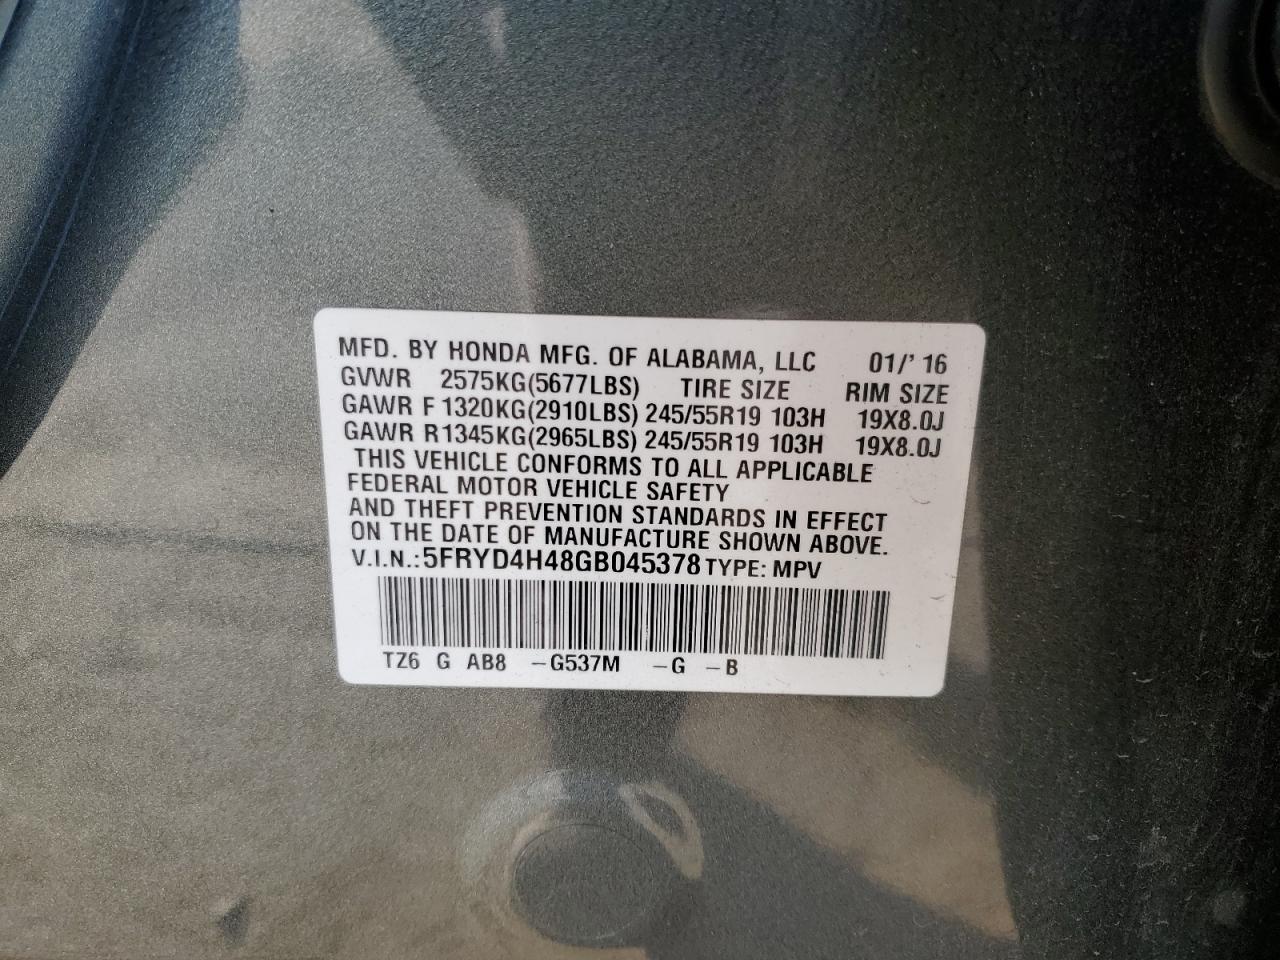 MFD. BY HONDA MFG. OF ALABAMA, LLC 01/' 16
GVWR 2575KG(5677LBS) TIRE SIZE RIM SIZE
GAWR F 1320KG(2910LBS) 245/55R19 103H 19X8.0J
GAWR R1345KG(2965LBS) 245/55R19 103H 19X8.0J
THIS VEHICLE CONFORMS TO ALL APPLICABLE
FEDERAL MOTOR VEHICLE SAFETY
AND THEFT PREVENTION STANDARDS IN EFFECT
ON THE DATE OF MANUFACTURE SHOWN ABOVE.
V.I.N.:5FRYD4H48GB045378 TYPE: MPV
TZ6 G AB8 -G537M -G -B